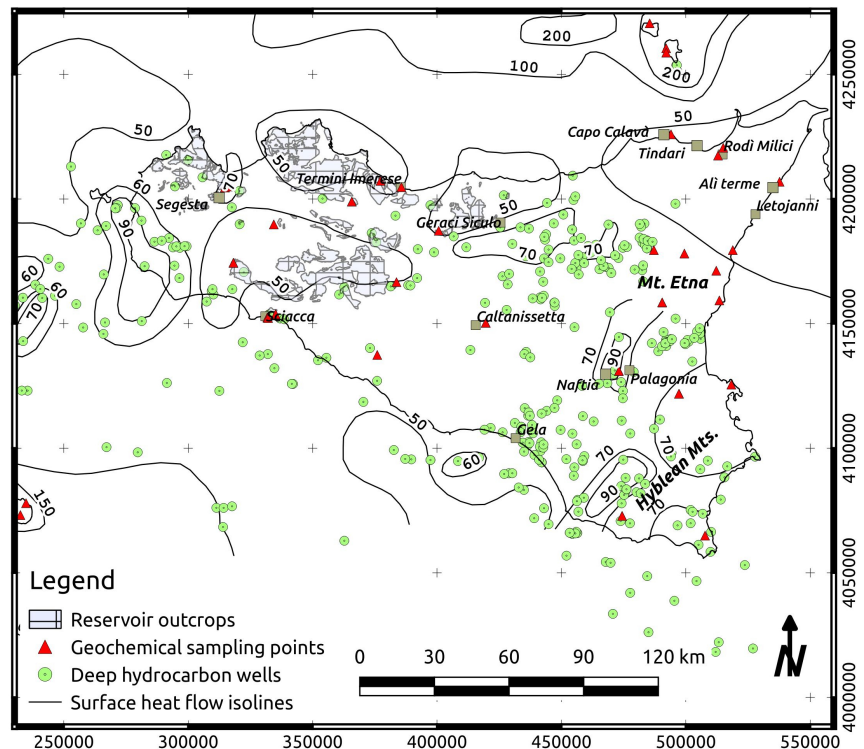 200
200
100
50
50
Capo Calavà
Tindari
Rodì Milici
Alì terme
Letojanni
50
Termini Imerese
70
60
Segesta
50
Geraci Siculo
90
70
70
60
60
70
50
Mt. Etna
Sciacca
Caltanissetta
70
90
Naftia
Palagonia
50
Gela
60
70
70
90
70
Hyblean Mts.
150
Legend
Reservoir outcrops
Geochemical sampling points
Deep hydrocarbon wells
Surface heat flow isolines
0 30 60 90 120 km
N
250000 300000 350000 400000 450000 500000 550000
4250000
4200000
4150000
4100000
4050000
4000000